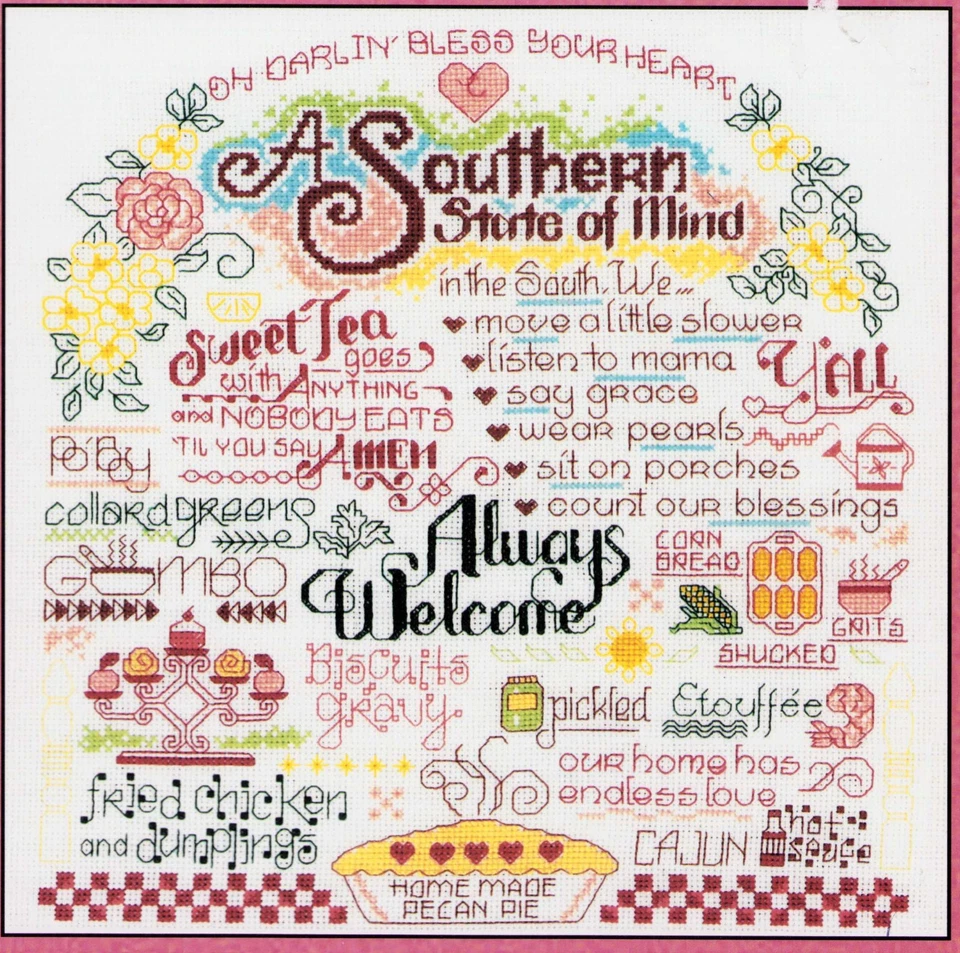 OH DARLIN' BLESS YOUR HEART
A Southern
State of Mind
in the South, We...
move a little slower
listen to mama
say grace
wear pearls
sit on porches
count our blessings
Sweet Tea
goes
with ANYTHING
and NOBODY EATS
'TIL YOU SAY AMEN
Y'ALL
Po' Boy
collard greens
GUMBO
Always
Welcome
CORN
BREAD
GRITS
SHUCKED
Biscuits
gravy
pickled
Etouffée
our home has
endless love
fried chicken
and dumplings
CAJUN hot
sauce
HOME MADE
PECAN PIE